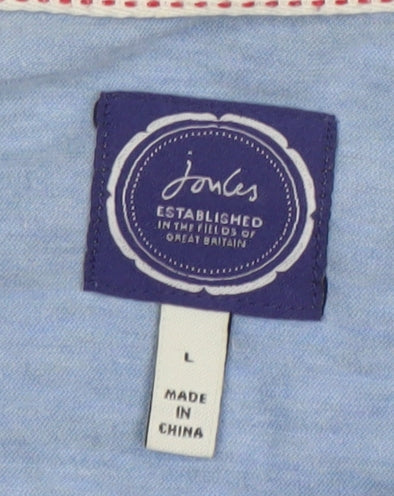 Joules
ESTABLISHED
IN THE FIELDS OF
GREAT BRITAIN
L
MADE
IN
CHINA